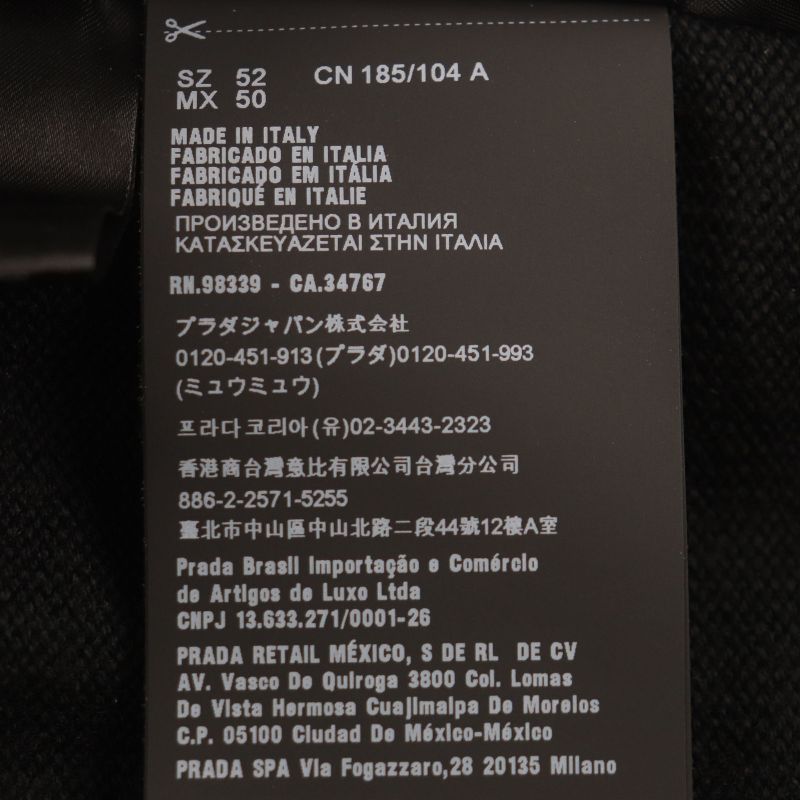 SZ 52 CN 185/104 A
MX 50
MADE IN ITALY
FABRICADO EN ITALIA
FABRICADO EM ITÁLIA
FABRIQUÉ EN ITALIE
ПРОИЗВЕДЕНО В ИТАЛИЯ
ΚΑΤΑΣΚΕΥΑΖΕΤΑΙ ΣΤΗΝ ΙΤΑΛΙΑ
RN.98339 - CA.34767
プラダジャパン株式会社
0120-451-913(プラダ)0120-451-993
(ミュウミュウ)
프라다코리아(유)02-3443-2323
香港商台灣意比有限公司台灣分公司
886-2-2571-5255
臺北市中山區中山北路二段44號12樓A室
Prada Brasil Importação e Comércio
de Artigos de Luxo Ltda
CNPJ 13.633.271/0001-26
PRADA RETAIL MÉXICO, S DE RL DE CV
AV. Vasco De Quiroga 3800 Col. Lomas
De Vista Hermosa Cuajimalpa De Morelos
C.P. 05100 Ciudad De México-México
PRADA SPA Via Fogazzaro,28 20135 Milano